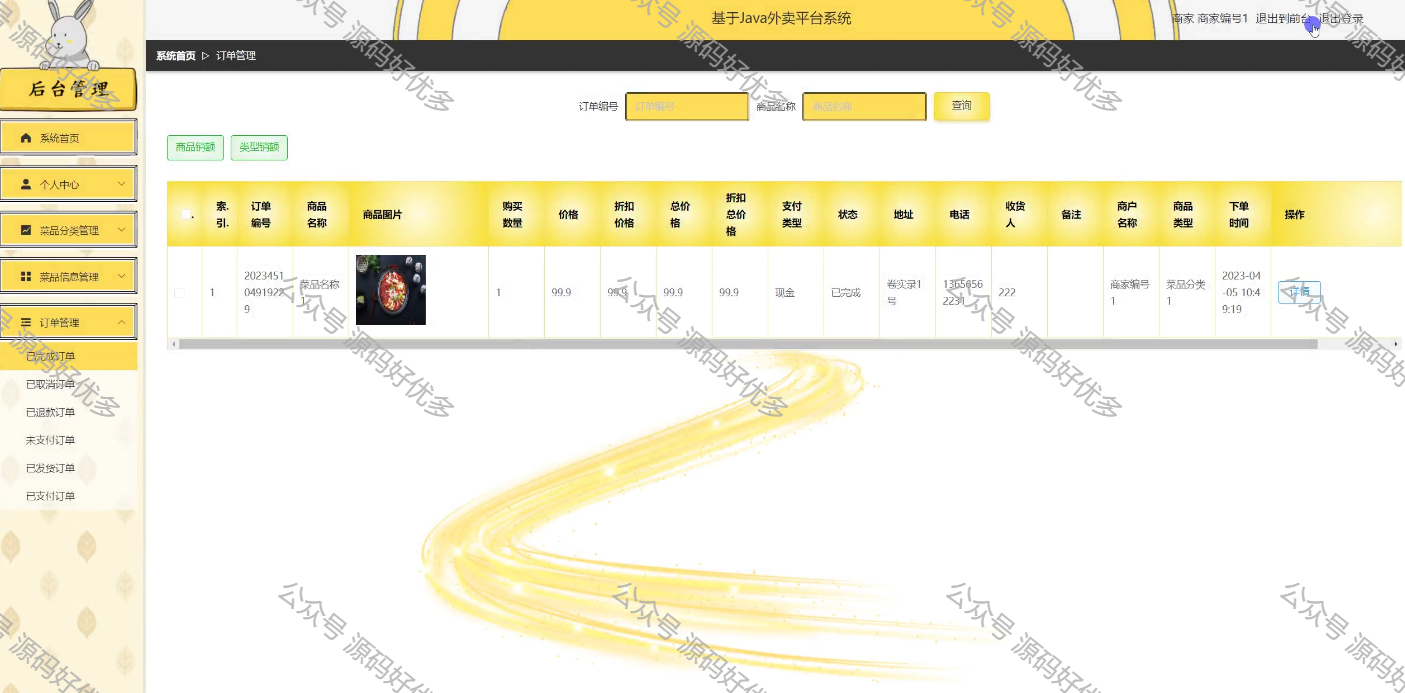 基于Java外卖平台系统
商家 商家编号1 退出到前台 退出登录
后台管理
系统首页 ▷ 订单管理
系统首页
个人中心
菜品分类管理
菜品信息管理
订单管理
已完成订单
已取消订单
已退款订单
未支付订单
已发货订单
已支付订单
订单编号 订单编号 商品名称 商品名称 查询
商品销额 类型销额
索.
引.
订单
编号
商品
名称
商品图片
购买
数量
价格
折扣
价格
总价
格
折扣
总价
格
支付
类型
状态
地址
电话
收货
人
备注
商户
名称
商品
类型
下单
时间
操作
1
2023451
0491922
9
菜品名称
1
1
99.9
99.9
99.9
99.9
现金
已完成
卷实录1
号
1365656
2231
222
商家编号
1
菜品分类
1
2023-04
-05 10:4
9:19
详情
公众号 源码好优多
公众号 源码好优多
公众号 源码好优多
公众号 源码好优多
公众号 源码好优多
公众号 源码好优多
公众号 源码好优多
公众号 源码好优多
公众号 源码好优多
公众号 源码好优多